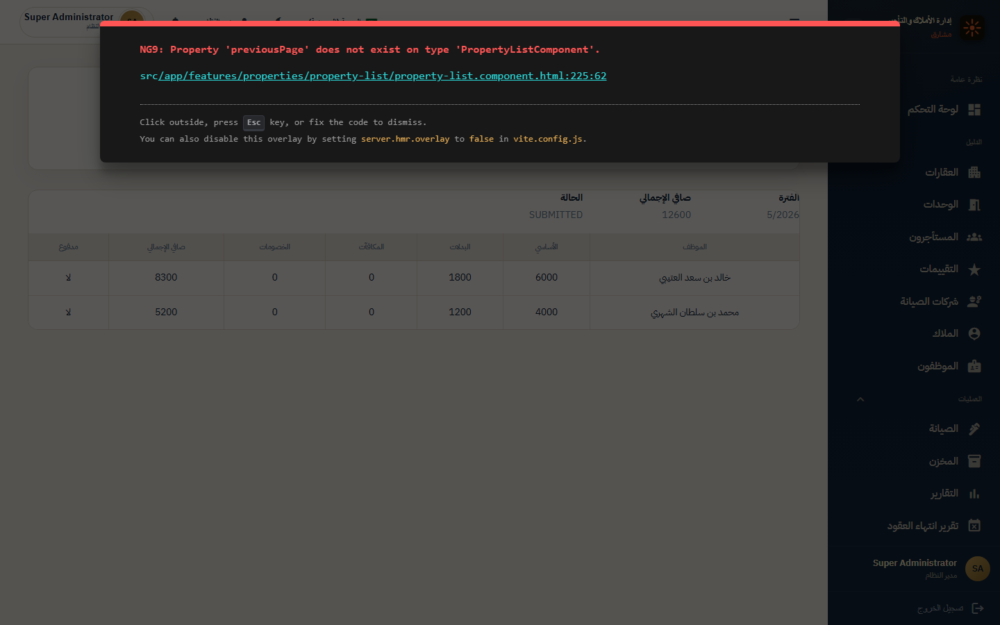 Super Administrator
SA
إدارة الأملاك والتأجير
مشارق
NG9: Property 'previousPage' does not exist on type 'PropertyListComponent'.
src/app/features/properties/property-list/property-list.component.html:225:62
Click outside, press Esc key, or fix the code to dismiss.
You can also disable this overlay by setting server.hmr.overlay to false in vite.config.js.
الفترة
5/2026
صافي الإجمالي
12600
الحالة
SUBMITTED
الموظف الأساسي البدلات المكافآت الخصومات صافي الإجمالي مدفوع
خالد بن سعد العتيبي 6000 1800 0 0 8300 لا
محمد بن سلطان الشهري 4000 1200 0 0 5200 لا
نظرة عامة
لوحة التحكم
الدليل
العقارات
الوحدات
المستأجرون
التقييمات
شركات الصيانة
الملاك
الموظفون
العمليات
الصيانة
المخزن
التقارير
تقرير انتهاء العقود
Super Administrator
مدير النظام
SA
تسجيل الخروج